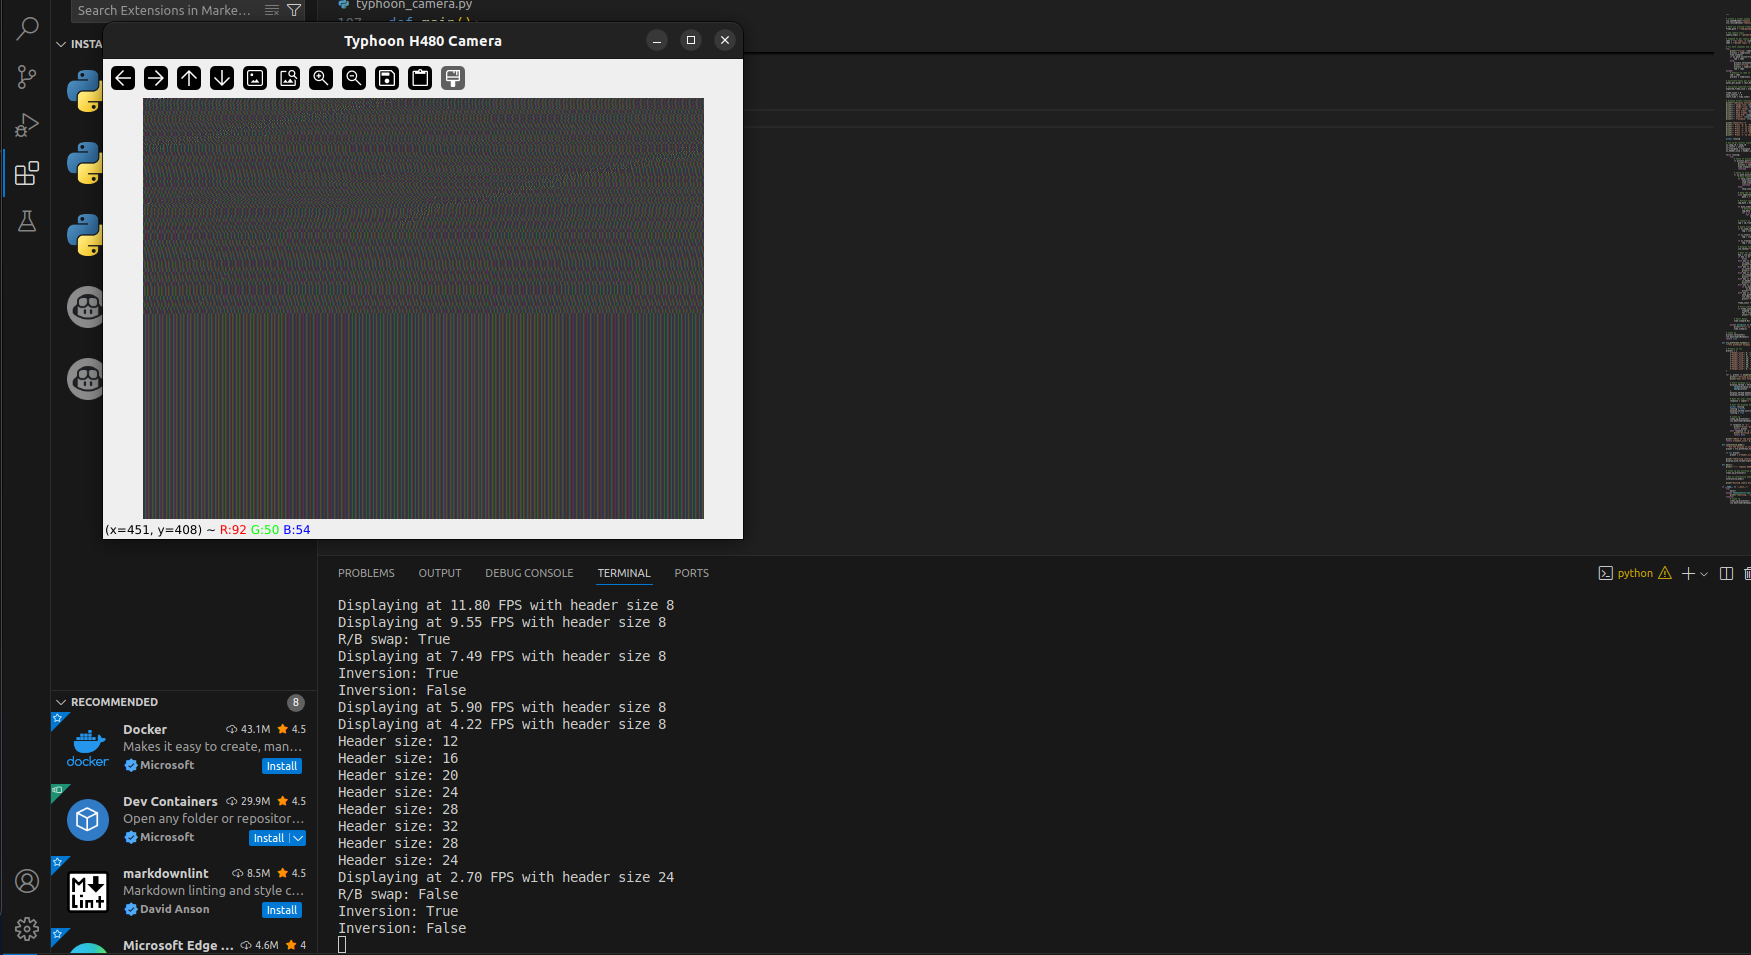 Search Extensions in Marke...
INSTA
typhoon_camera.py
107 def main():
Typhoon H480 Camera
(x=451, y=408) ~ R:92 G:50 B:54
PROBLEMS OUTPUT DEBUG CONSOLE TERMINAL PORTS
python
Displaying at 11.80 FPS with header size 8
Displaying at 9.55 FPS with header size 8
R/B swap: True
Displaying at 7.49 FPS with header size 8
Inversion: True
Inversion: False
Displaying at 5.90 FPS with header size 8
Displaying at 4.22 FPS with header size 8
Header size: 12
Header size: 16
Header size: 20
Header size: 24
Header size: 28
Header size: 32
Header size: 28
Header size: 24
Displaying at 2.70 FPS with header size 24
R/B swap: False
Inversion: True
Inversion: False
RECOMMENDED 8
Docker 43.1M 4.5
Makes it easy to create, man...
docker
Microsoft Install
Dev Containers 29.9M 4.5
Open any folder or repositor...
Microsoft Install
markdownlint 8.5M 4.5
Markdown linting and style c...
M Lint
David Anson Install
Microsoft Edge ... 4.6M 4